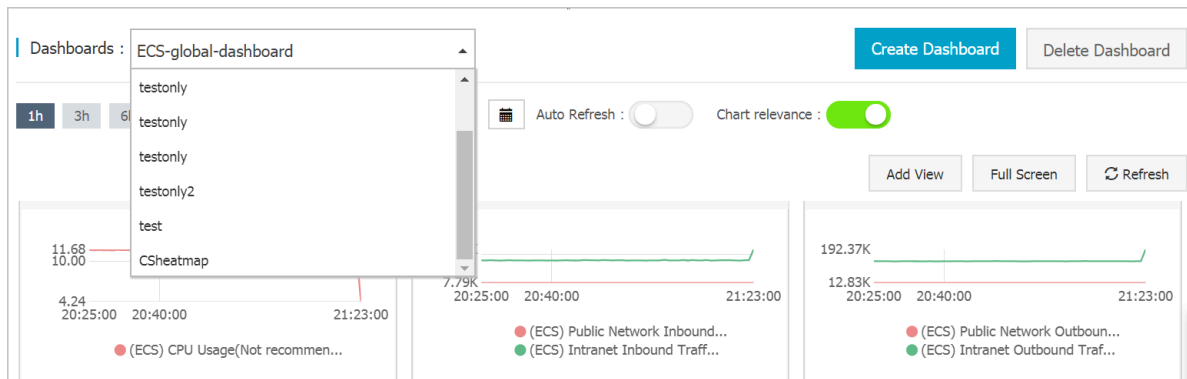 Dashboards : ECS-global-dashboard Create Dashboard Delete Dashboard
testonly
1h 3h Auto Refresh : Chart relevance :
testonly
testonly
testonly2 Add View Full Screen Refresh
test
CSheatmap
11.68
10.00
4.24
20:25:00 20:40:00 21:23:00
(ECS) CPU Usage(Not recommen...
7.79K
20:25:00 20:40:00 21:23:00
(ECS) Public Network Inbound...
(ECS) Intranet Inbound Traff...
192.37K
12.83K
20:25:00 20:40:00 21:23:00
(ECS) Public Network Outboun...
(ECS) Intranet Outbound Traf...